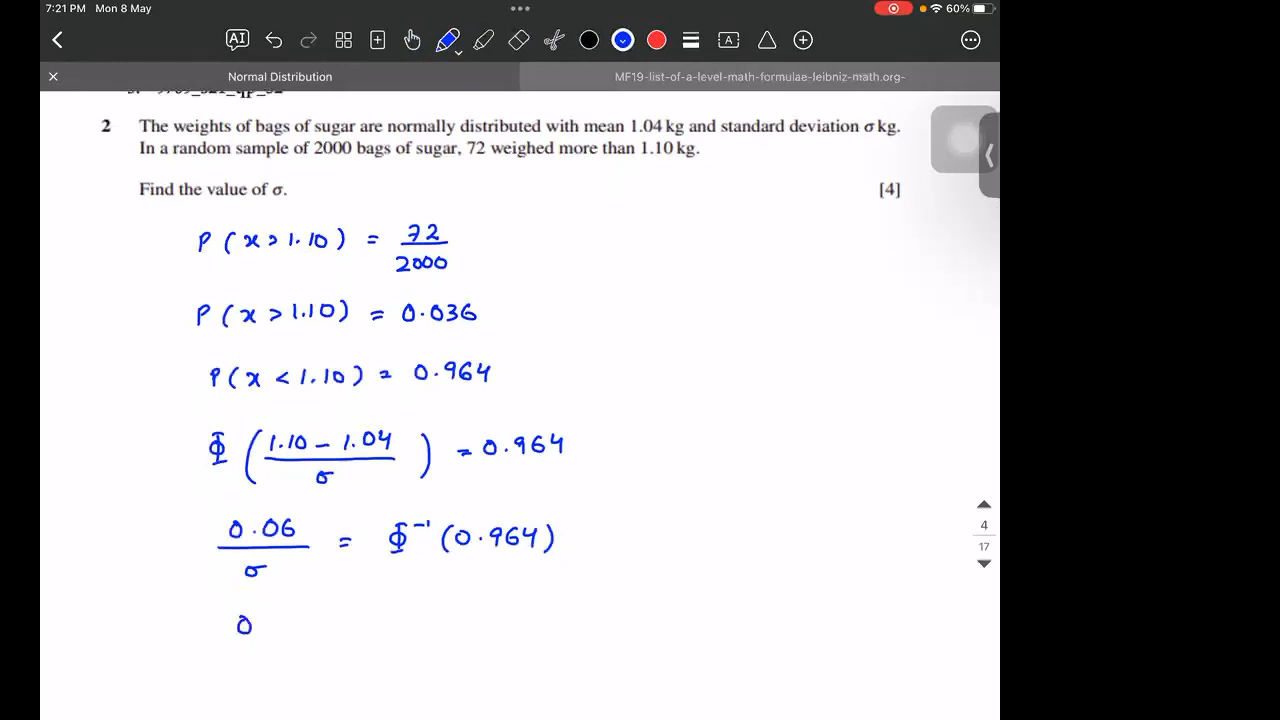 7:21 PM Mon 8 May
60%
AI
A
Normal Distribution
MF19-list-of-a-level-math-formulae-leibniz-math.org-
2 The weights of bags of sugar are normally distributed with mean 1.04 kg and standard deviation σ kg.
In a random sample of 2000 bags of sugar, 72 weighed more than 1.10 kg.
Find the value of σ. [4]
P ( x > 1.10 ) = 72/2000
P ( x > 1.10 ) = 0.036
P ( x < 1.10 ) = 0.964
Φ ( (1.10 – 1.04)/σ ) = 0.964
0.06/σ = Φ⁻¹ (0.964)
0
4
17